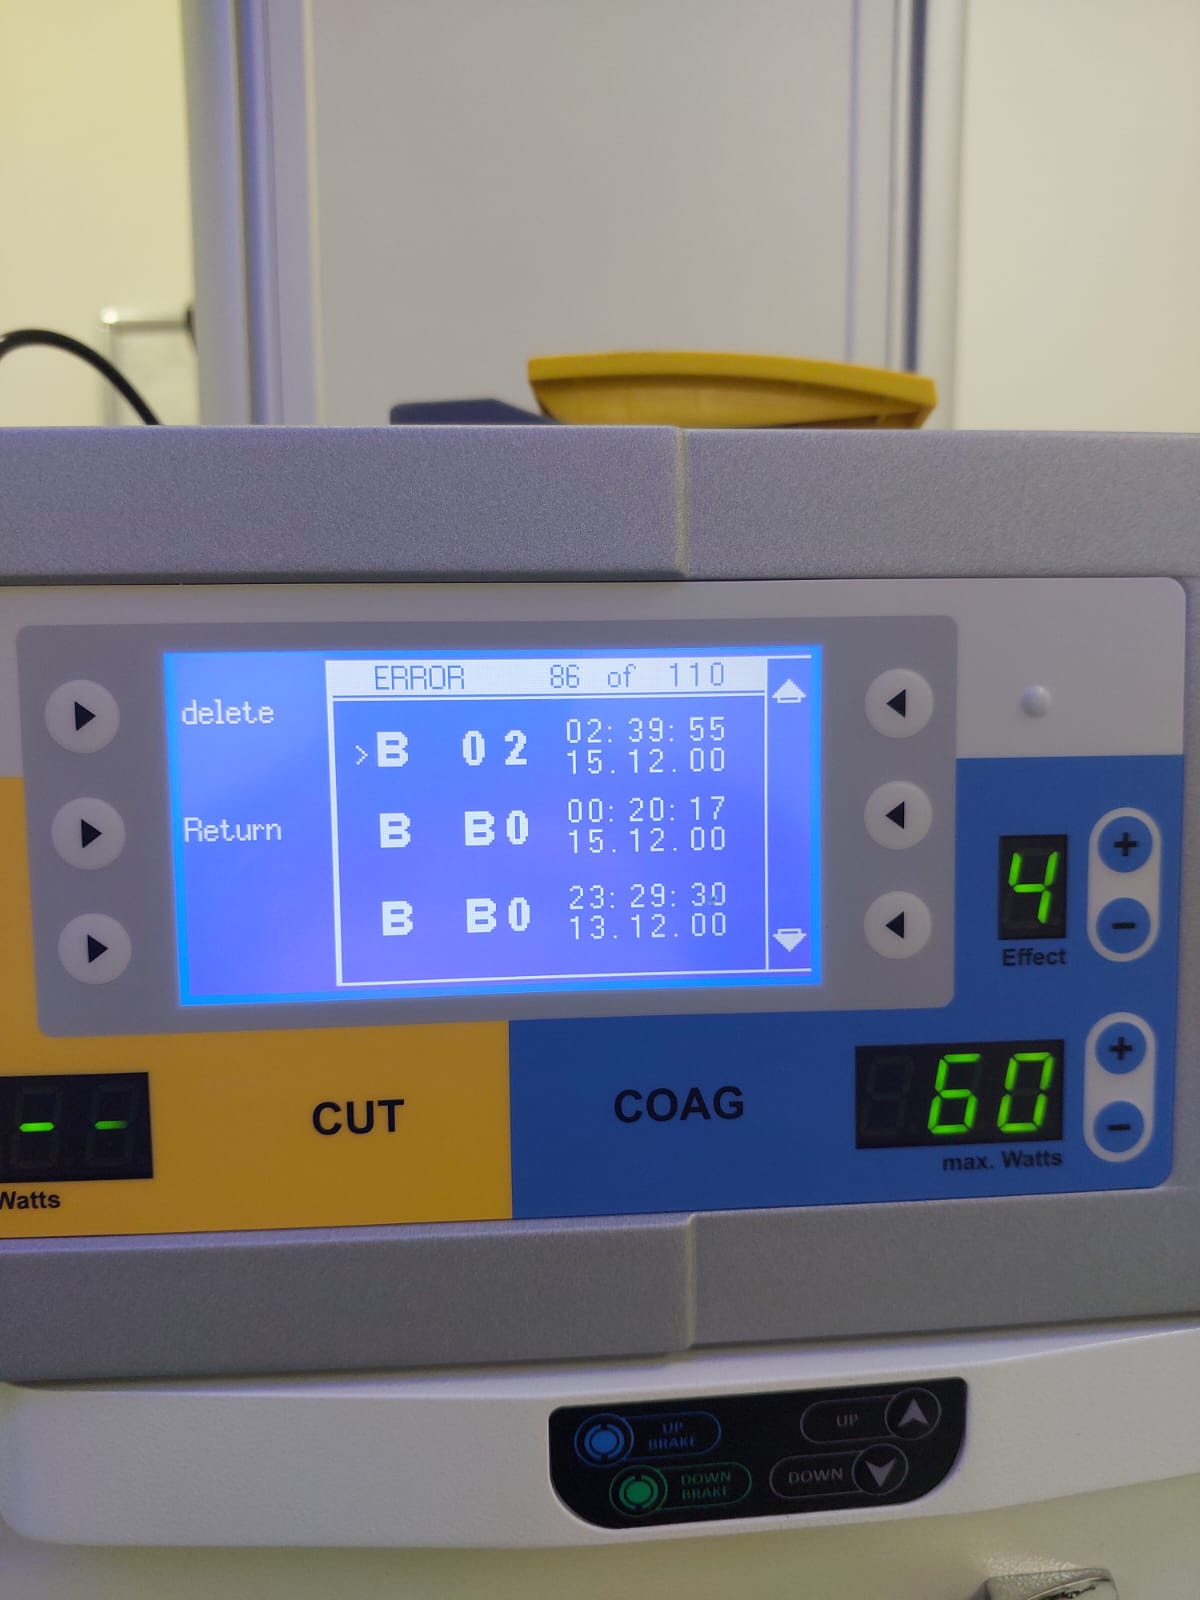 delete
Return
ERROR 86 of 110
>B 02 02:39:55
15.12.00
B B0 00:20:17
15.12.00
B B0 23:29:30
13.12.00
4
Effect
60
max. Watts
- -
Watts
CUT
COAG
UP BRAKE
UP
DOWN BRAKE
DOWN